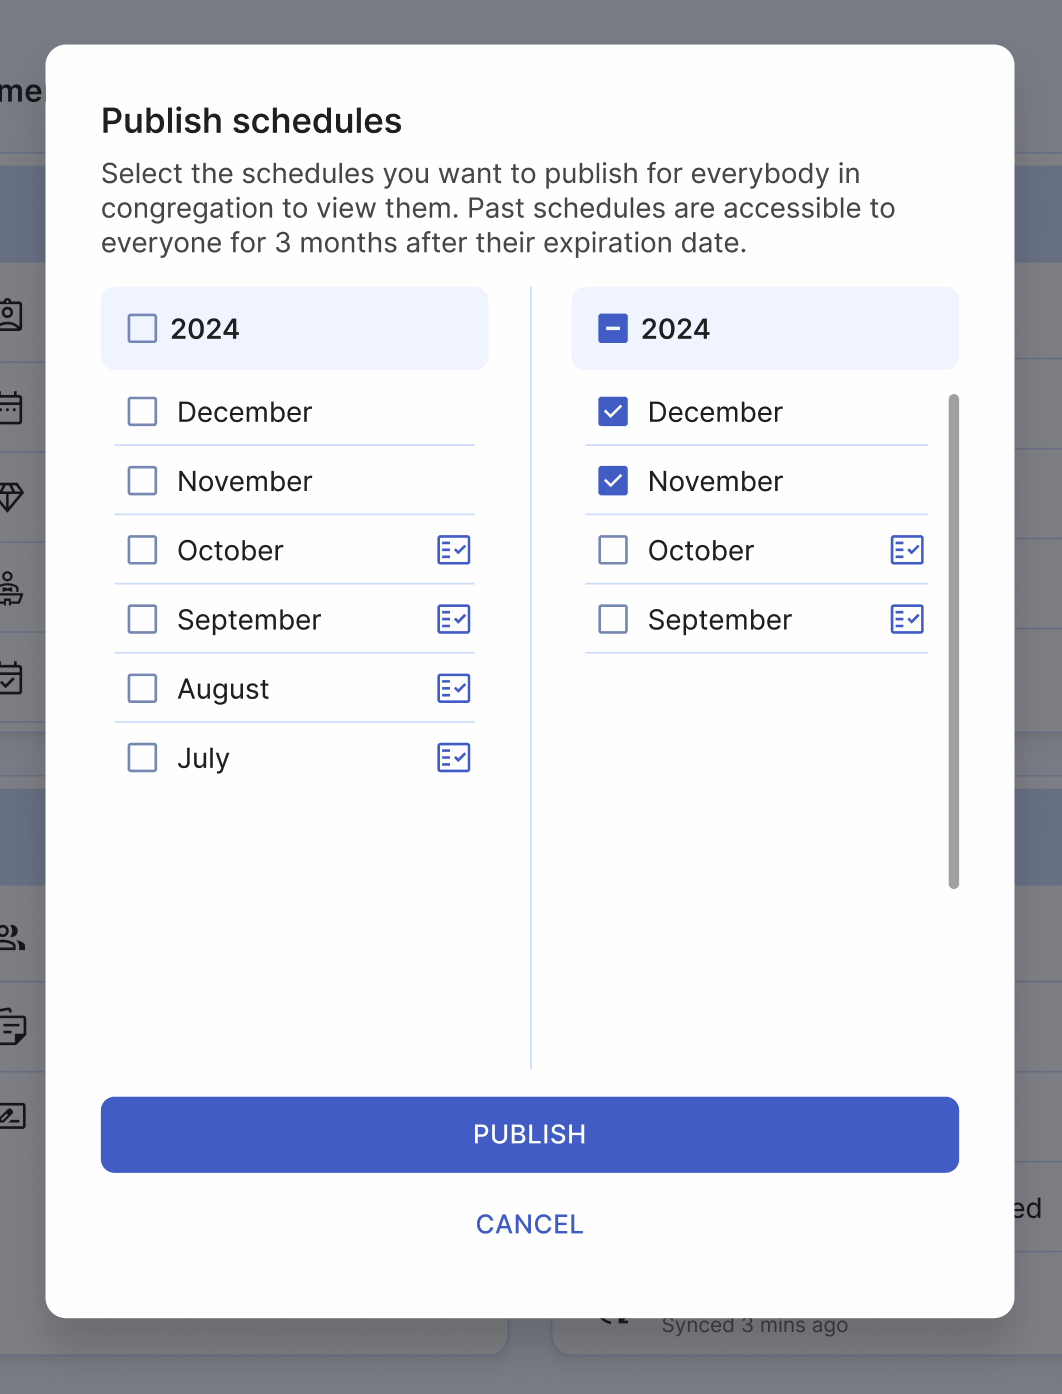 Publish schedules
Select the schedules you want to publish for everybody in
congregation to view them. Past schedules are accessible to
everyone for 3 months after their expiration date.
2024
December
November
October
September
August
July
2024
December
November
October
September
PUBLISH
CANCEL
Synced 3 mins ago